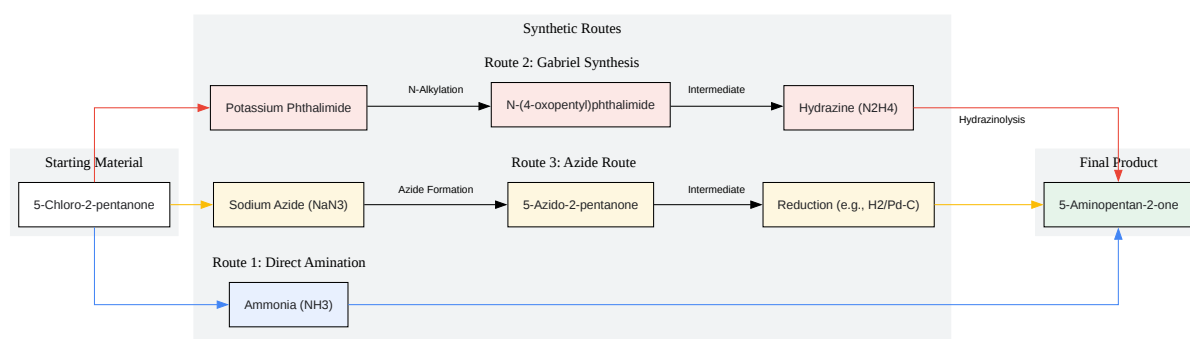 Synthetic Routes
Route 2: Gabriel Synthesis
Potassium Phthalimide
N-Alkylation
N-(4-oxopentyl)phthalimide
Intermediate
Hydrazine (N2H4)
Hydrazinolysis
Starting Material
5-Chloro-2-pentanone
Route 3: Azide Route
Sodium Azide (NaN3)
Azide Formation
5-Azido-2-pentanone
Intermediate
Reduction (e.g., H2/Pd-C)
Final Product
5-Aminopentan-2-one
Route 1: Direct Amination
Ammonia (NH3)